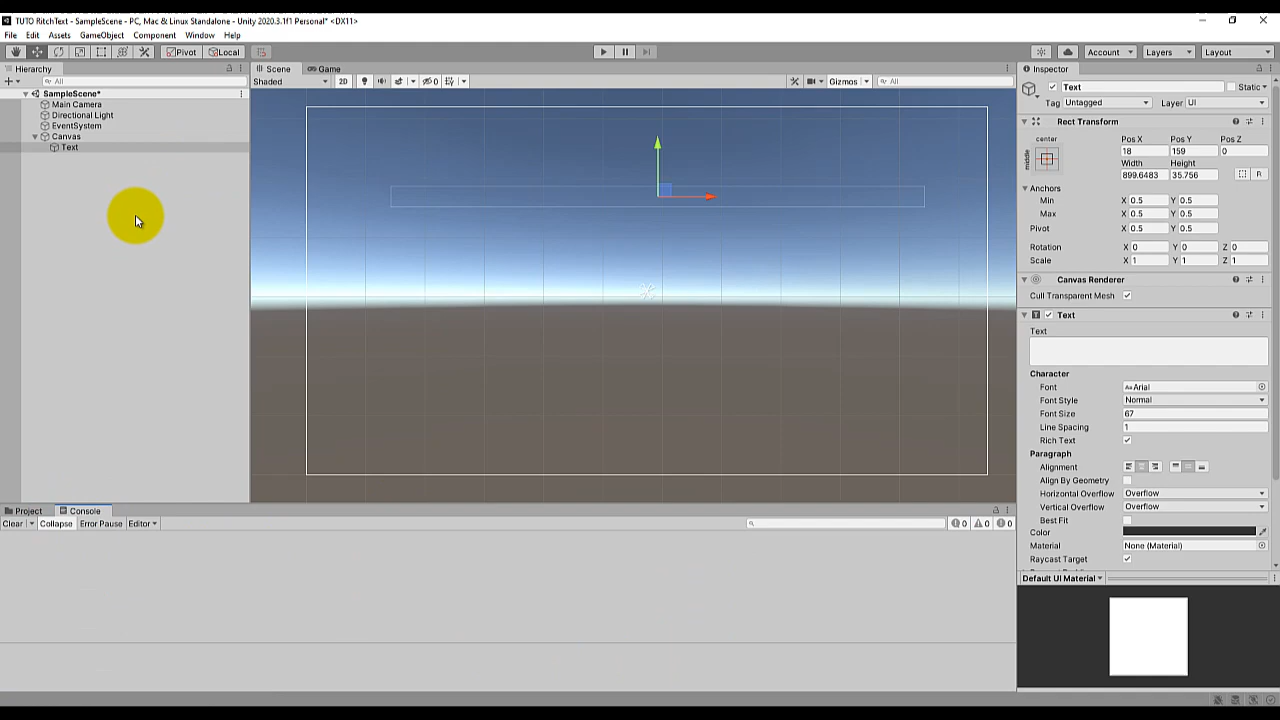 TUTO RitchText - SampleScene - PC, Mac & Linux Standalone - Unity 2020.3.1f1 Personal* <DX11>
File Edit Assets GameObject Component Window Help
Pivot Local Account Layers Layout
Hierarchy
All
SampleScene*
Main Camera
Directional Light
EventSystem
Canvas
Text
Scene Game
Shaded 2D 0 Gizmos All
Inspector
Text Static
Tag Untagged Layer UI
Rect Transform
center
middle
Pos X Pos Y Pos Z
18 159 0
Width Height
899.6483 35.756 R
Anchors
Min X 0.5 Y 0.5
Max X 0.5 Y 0.5
Pivot X 0.5 Y 0.5
Rotation X 0 Y 0 Z 0
Scale X 1 Y 1 Z 1
Canvas Renderer
Cull Transparent Mesh
Text
Text
Character
Font Aa Arial
Font Style Normal
Font Size 67
Line Spacing 1
Rich Text
Paragraph
Alignment
Align By Geometry
Horizontal Overflow Overflow
Vertical Overflow Overflow
Best Fit
Color
Material None (Material)
Raycast Target
Default UI Material
Project Console
Clear Collapse Error Pause Editor 0 0 0